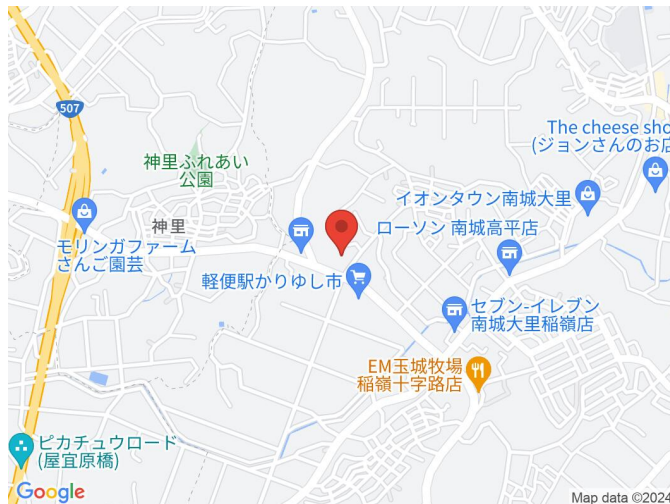 507
The cheese sho
(ジョンさんのお店
神里ふれあい
公園
イオンタウン南城大里
神里
ローソン 南城高平店
モリンガファーム
さんご園芸
軽便駅かりゆし市
セブン-イレブン
南城大里稲嶺店
EM玉城牧場
稲嶺十字路店
ピカチュウロード
(屋宜原橋)
Google
Map data ©2024